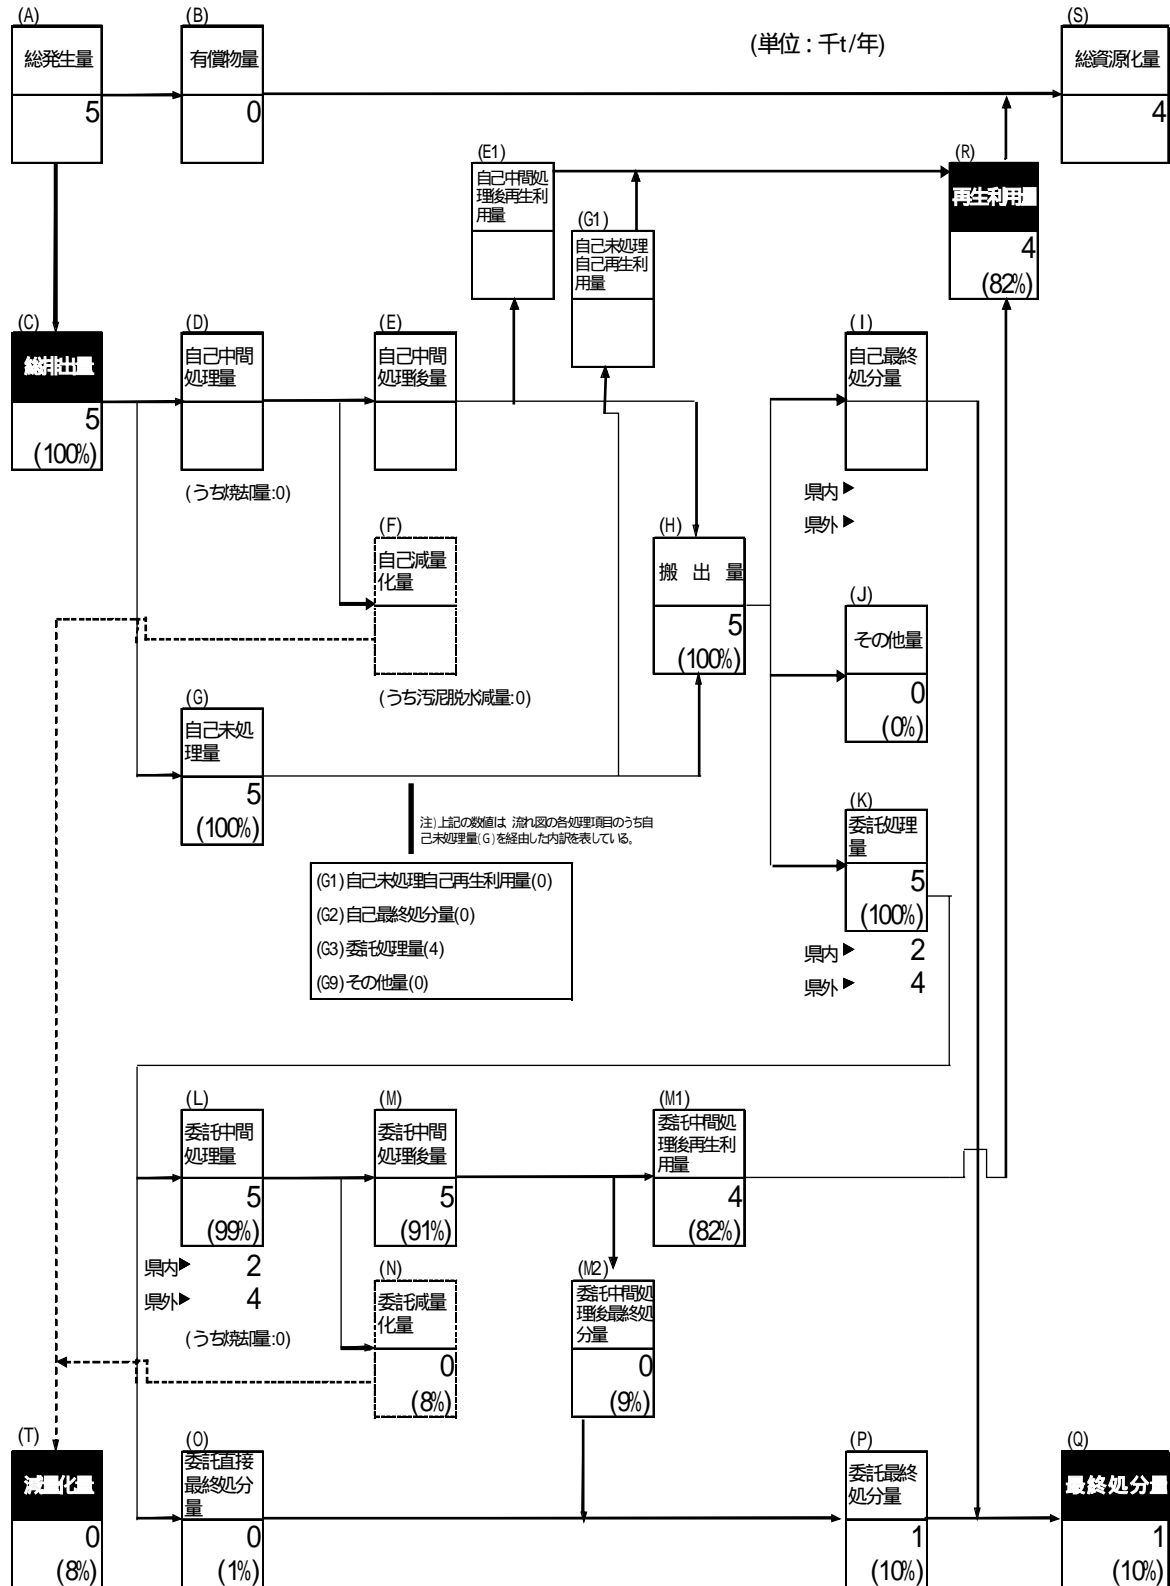 (A)
総発生量
5
(B)
有償物量
0
(単位:千t/年)
(S)
総資源化量
4
(E1)
自己中間処
理後再生利
用量
(G1)
自己未処理
自己再生利
用量
(R)
再生利用量
4
(82%)
(C)
総排出量
5
(100%)
(D)
自己中間
処理量
(うち焼却量:0)
(E)
自己中間
処理後量
(I)
自己最終
処分量
県内▶
県外▶
(F)
自己減量
化量
(うち汚泥脱水減量:0)
(H)
搬 出 量
5
(100%)
(J)
その他量
0
(0%)
(G)
自己未処
理量
5
(100%)
注)上記の数値は、流れ図の各処理項目のうち自
己未処理量(G)を経由した内訳を表している。
(G1)自己未処理自己再生利用量(0)
(G2)自己最終処分量(0)
(G3)委託処理量(4)
(G9)その他量(0)
(K)
委託処理
量
5
(100%)
県内▶ 2
県外▶ 4
(L)
委託中間
処理量
5
(99%)
県内▶ 2
県外▶ 4
(うち焼却量:0)
(M)
委託中間
処理後量
5
(91%)
(M1)
委託中間処
理後再生利
用量
4
(82%)
(N)
委託減量
化量
0
(8%)
(M2)
委託中間処
理後最終処
分量
0
(9%)
(T)
減量化量
0
(8%)
(O)
委託直接
最終処分
量
0
(1%)
(P)
委託最終
処分量
1
(10%)
(Q)
最終処分量
1
(10%)